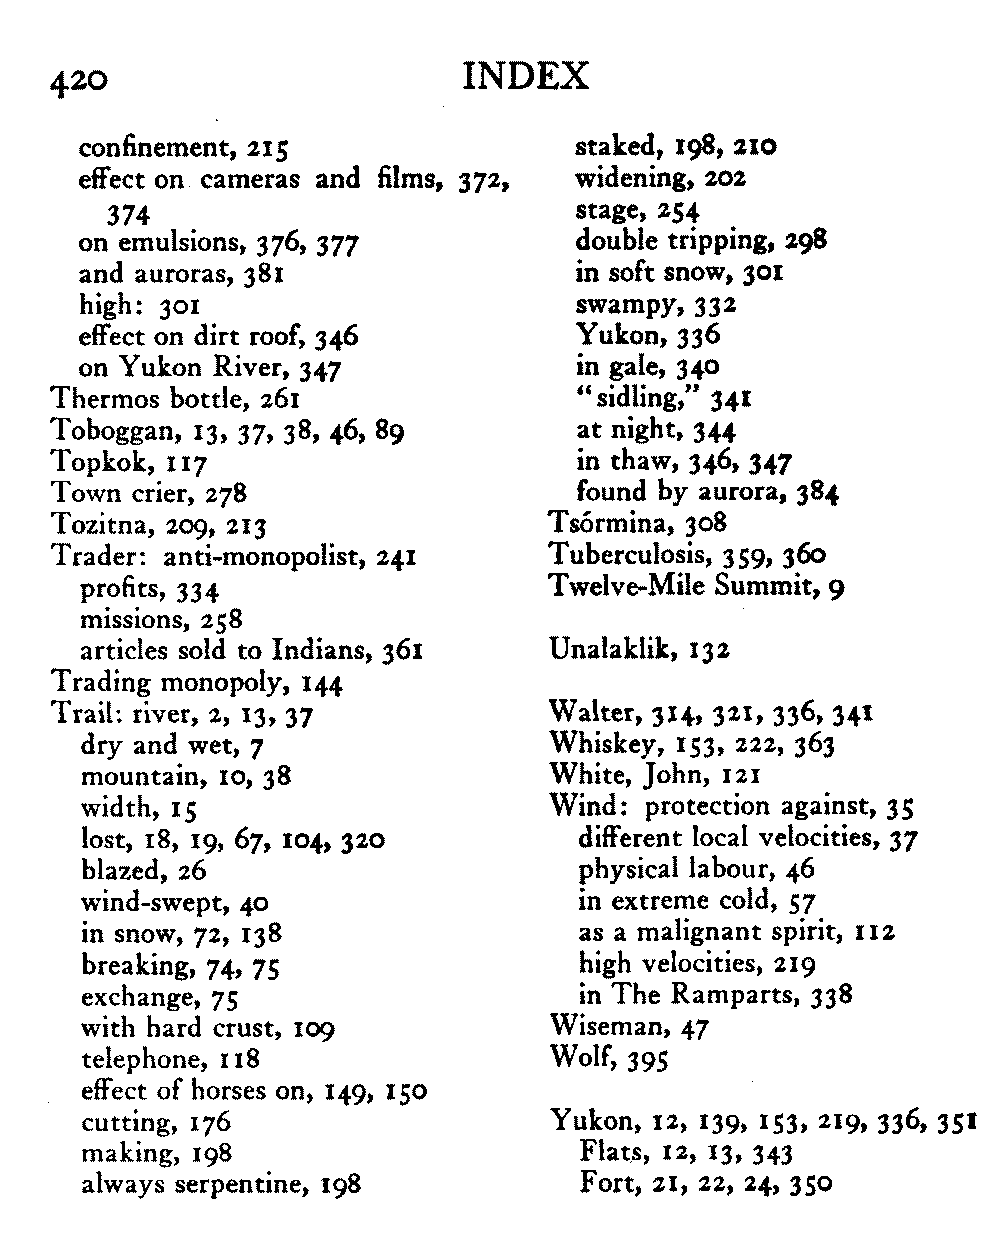 420
INDEX
confinement, 215
effect on cameras and films, 372,
374
on emulsions, 376, 377
and auroras, 381
high: 301
effect on dirt roof, 346
on Yukon River, 347
Thermos bottle, 261
Toboggan, 13, 37, 38, 46, 89
Topkok, 117
Town crier, 278
Tozitna, 209, 213
Trader: anti-monopolist, 241
profits, 334
missions, 258
articles sold to Indians, 361
Trading monopoly, 144
Trail: river, 2, 13, 37
dry and wet, 7
mountain, 10, 38
width, 15
lost, 18, 19, 67, 104, 320
blazed, 26
wind-swept, 40
in snow, 72, 138
breaking, 74, 75
exchange, 75
with hard crust, 109
telephone, 118
effect of horses on, 149, 150
cutting, 176
making, 198
always serpentine, 198
staked, 198, 210
widening, 202
stage, 254
double tripping, 298
in soft snow, 301
swampy, 332
Yukon, 336
in gale, 340
"sidling," 341
at night, 344
in thaw, 346, 347
found by aurora, 384
Tsórmina, 308
Tuberculosis, 359, 360
Twelve-Mile Summit, 9
Unalaklik, 132
Walter, 314, 321, 336, 341
Whiskey, 153, 222, 363
White, John, 121
Wind: protection against, 35
different local velocities, 37
physical labour, 46
in extreme cold, 57
as a malignant spirit, 112
high velocities, 219
in The Ramparts, 338
Wiseman, 47
Wolf, 395
Yukon, 12, 139, 153, 219, 336, 351
Flats, 12, 13, 343
Fort, 21, 22, 24, 350